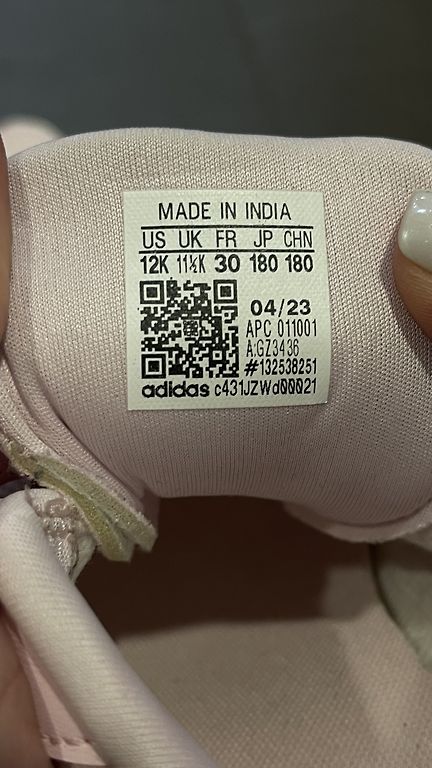 MADE IN INDIA
US UK FR JP CHN
12K 11½K 30 180 180
04/23
APC 011001
A:GZ3436
#132538251
adidas c431JZWd00021